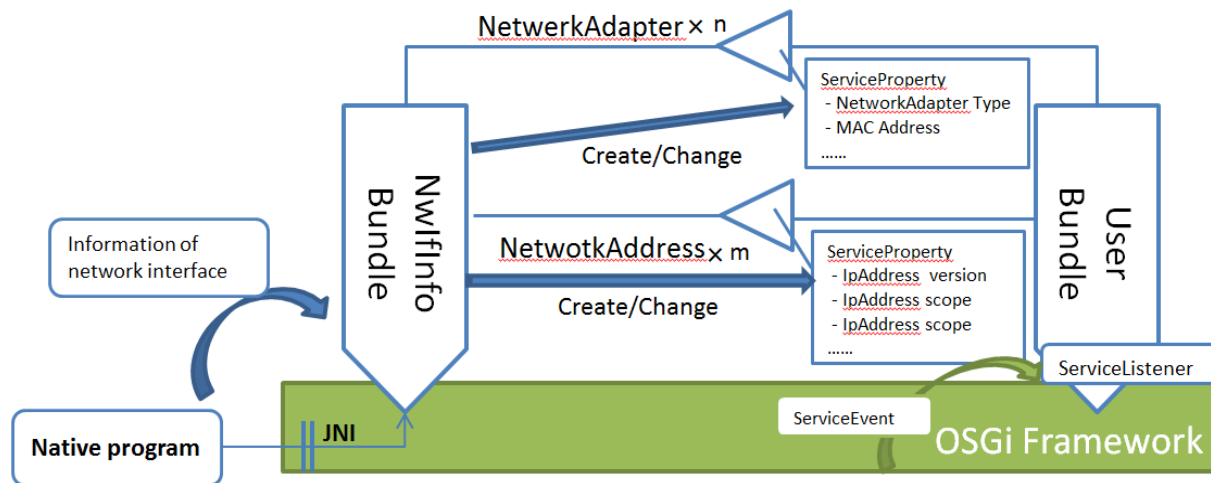 NetwerkAdapter × n
ServiceProperty
- NetworkAdapter Type
- MAC Address
......
Create/Change
NwIfInfo
Bundle
User
Bundle
Information of
network interface
NetwotkAddress × m
ServiceProperty
- IpAddress version
- IpAddress scope
- IpAddress scope
......
Create/Change
ServiceListener
ServiceEvent
OSGi Framework
JNI
Native program